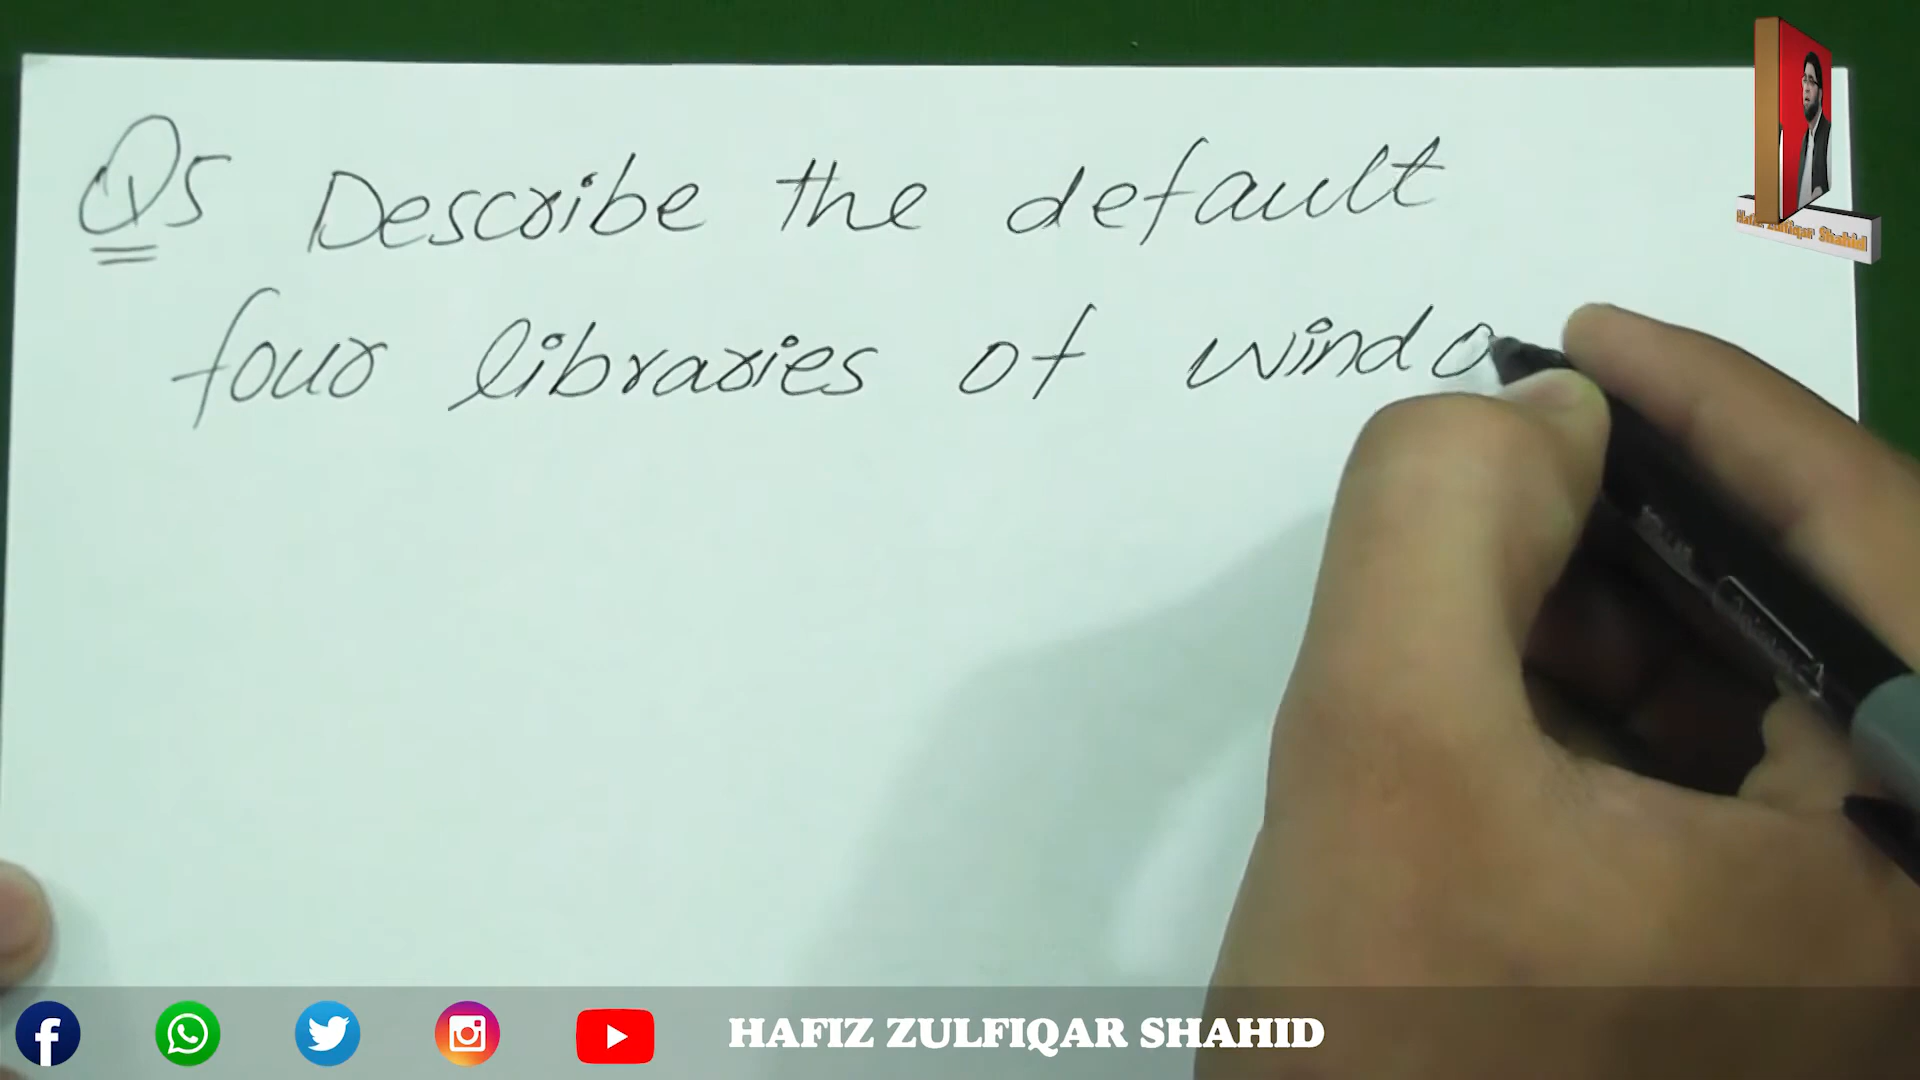 Q5 Describe the default
four libraries of windo
HAFIZ ZULFIQAR SHAHID